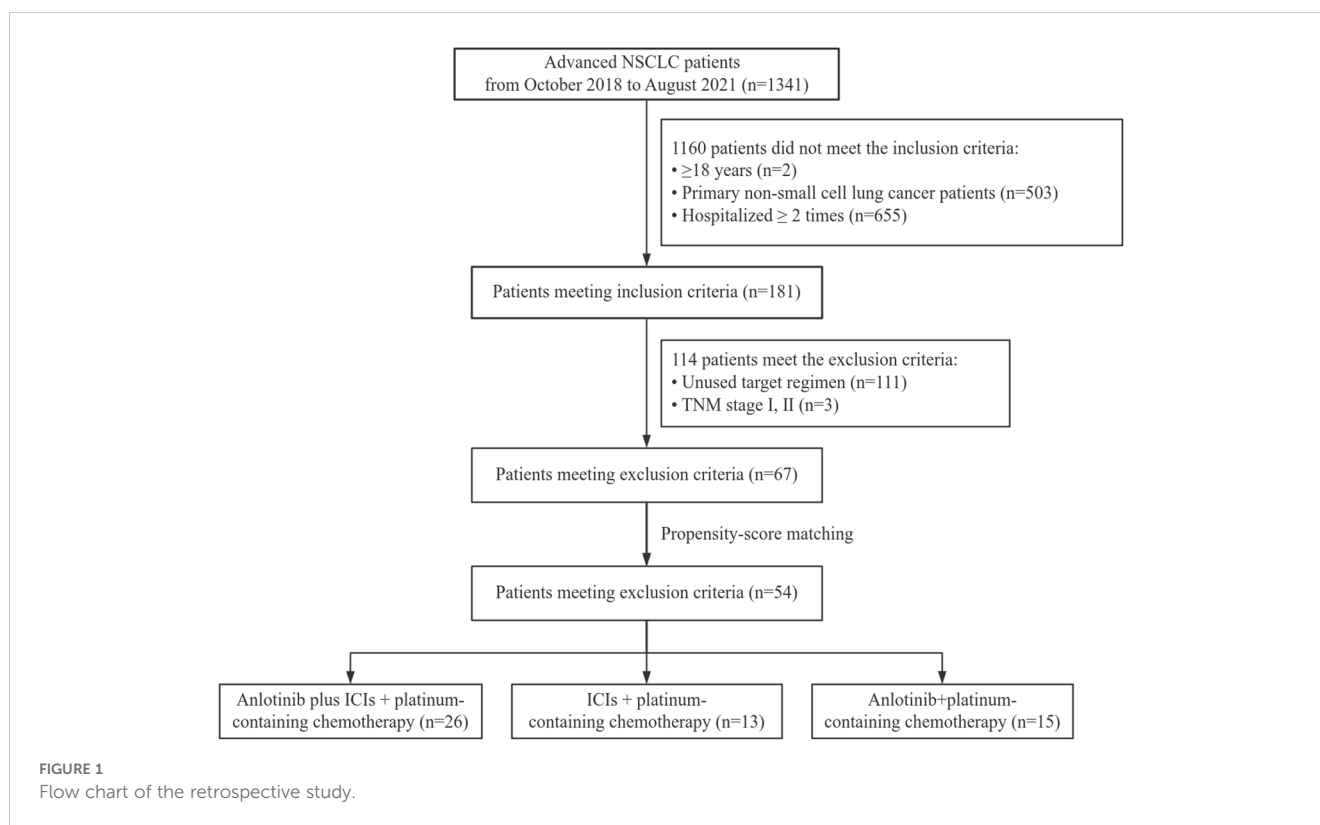 Advanced NSCLC patients
from October 2018 to August 2021 (n=1341)
1160 patients did not meet the inclusion criteria:
• ≥18 years (n=2)
• Primary non-small cell lung cancer patients (n=503)
• Hospitalized ≥ 2 times (n=655)
Patients meeting inclusion criteria (n=181)
114 patients meet the exclusion criteria:
• Unused target regimen (n=111)
• TNM stage I, II (n=3)
Patients meeting exclusion criteria (n=67)
Propensity-score matching
Patients meeting exclusion criteria (n=54)
Anlotinib plus ICIs + platinum-
containing chemotherapy (n=26)
ICIs + platinum-
containing chemotherapy (n=13)
Anlotinib+platinum-
containing chemotherapy (n=15)
FIGURE 1
Flow chart of the retrospective study.